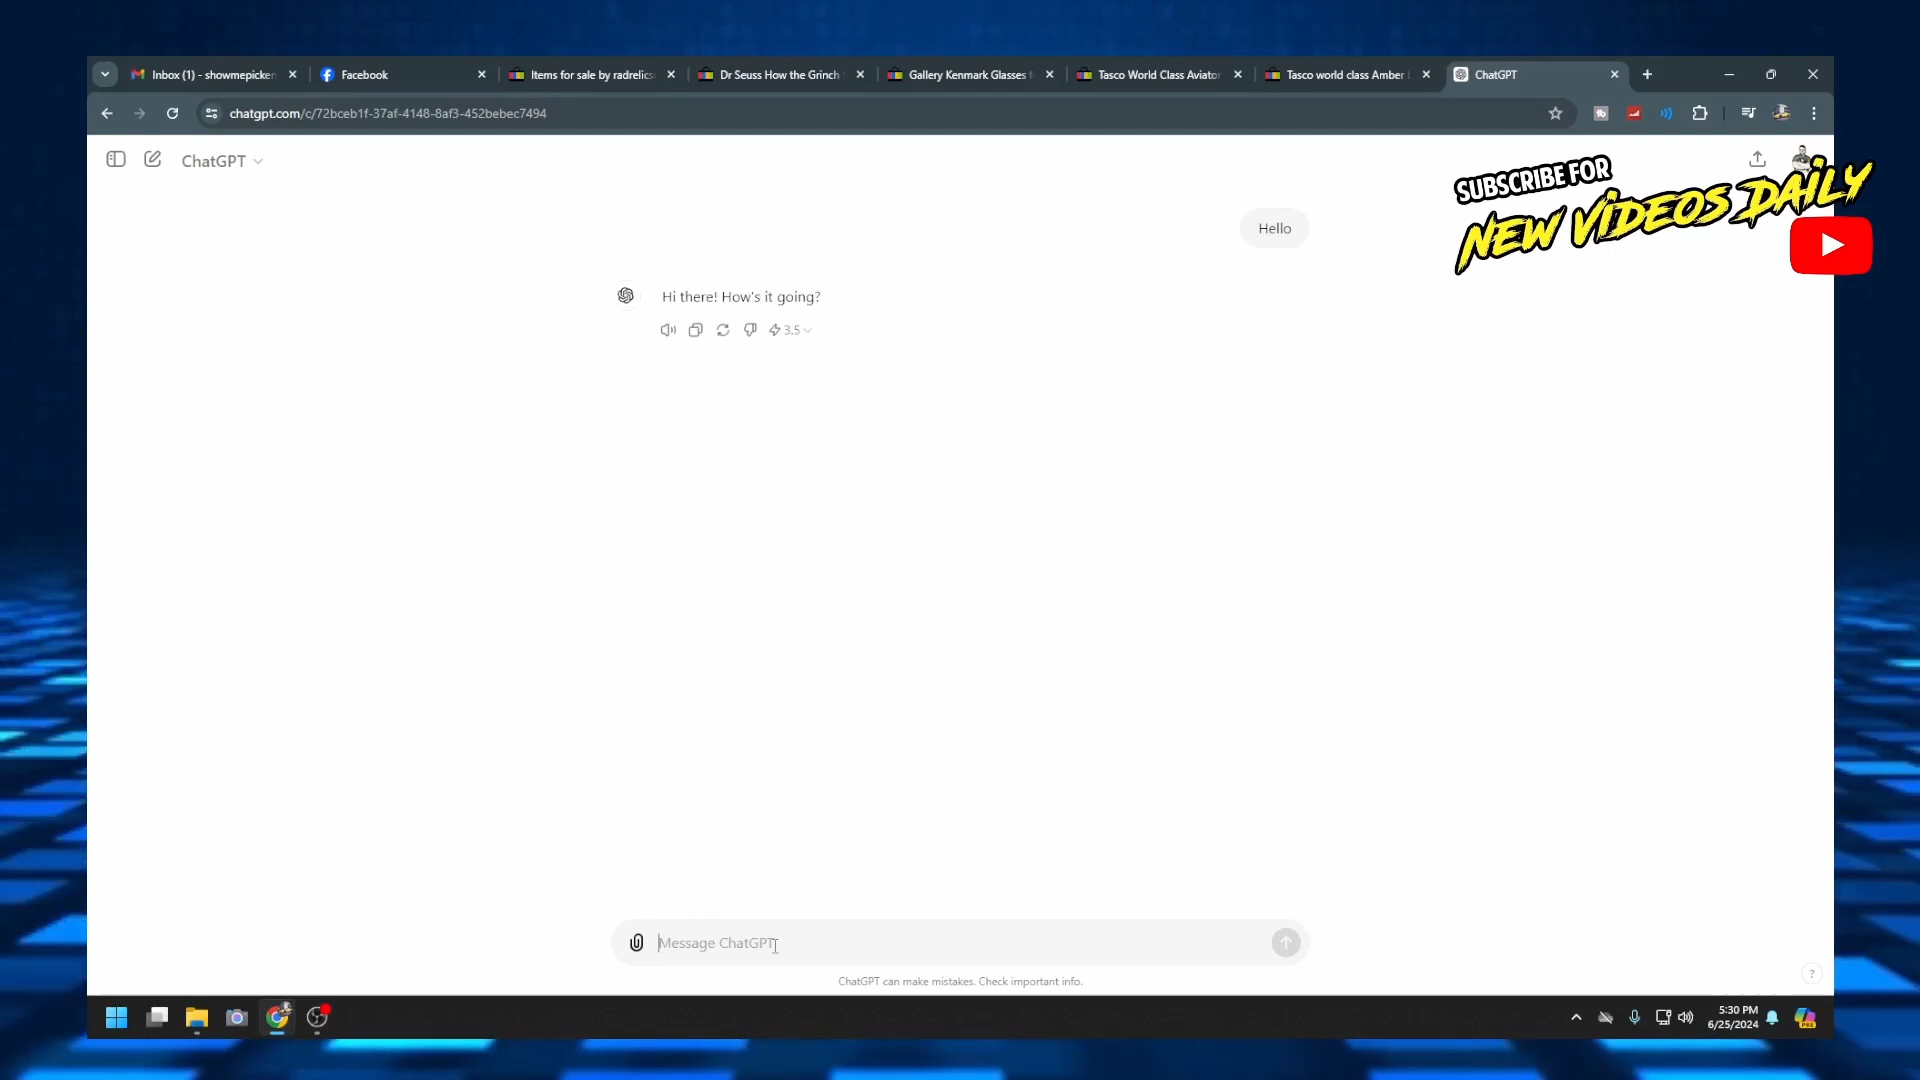 Inbox (1) - showmepicker
Facebook
Items for sale by radrelics
Dr Seuss How the Grinch
Gallery Kenmark Glasses
Tasco World Class Aviator
Tasco world class Amber
ChatGPT
chatgpt.com/c/72bceb1f-37af-4148-8af3-452bebec7494
ChatGPT
SUBSCRIBE FOR
NEW VIDEOS DAILY
Hello
Hi there! How's it going?
3.5
Message ChatGPT
ChatGPT can make mistakes. Check important info.
?
5:30 PM
6/25/2024
PRE